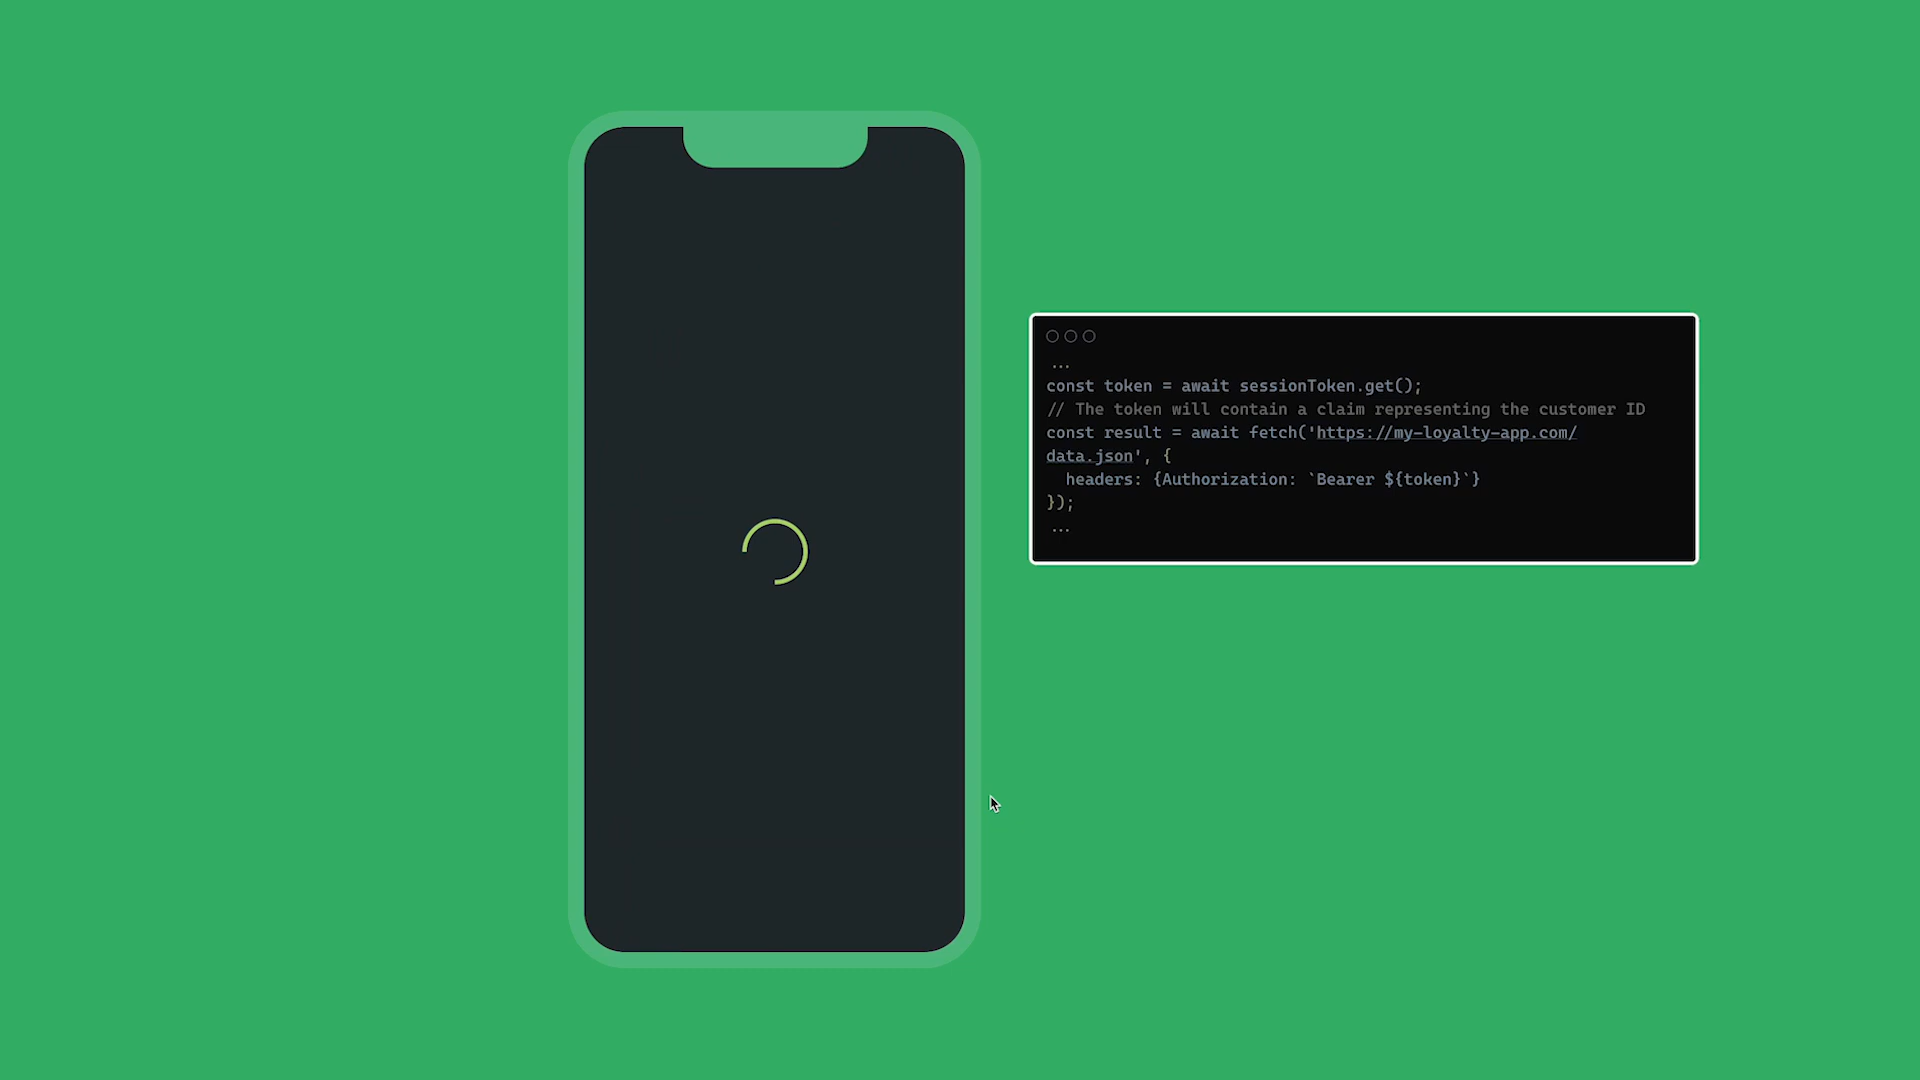 ...
const token = await sessionToken.get();
// The token will contain a claim representing the customer ID
const result = await fetch('https://my-loyalty-app.com/
data.json', {
  headers: {Authorization: `Bearer ${token}`}
});
...